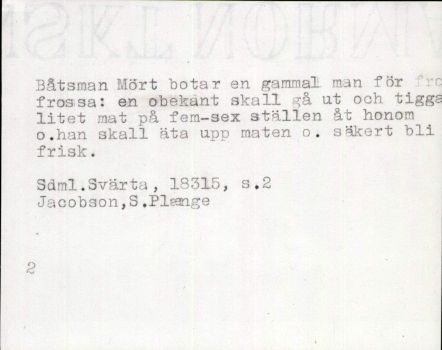 Båtsman Mört botar en gammal man för fro
frossa: en obekant skall gå ut och tigga
litet mat på fem-sex ställen åt honom
o.han skall äta upp maten o. säkert bli
frisk.
Sdml.Svärta, 18315, s.2
Jacobson,S.Plænge
2